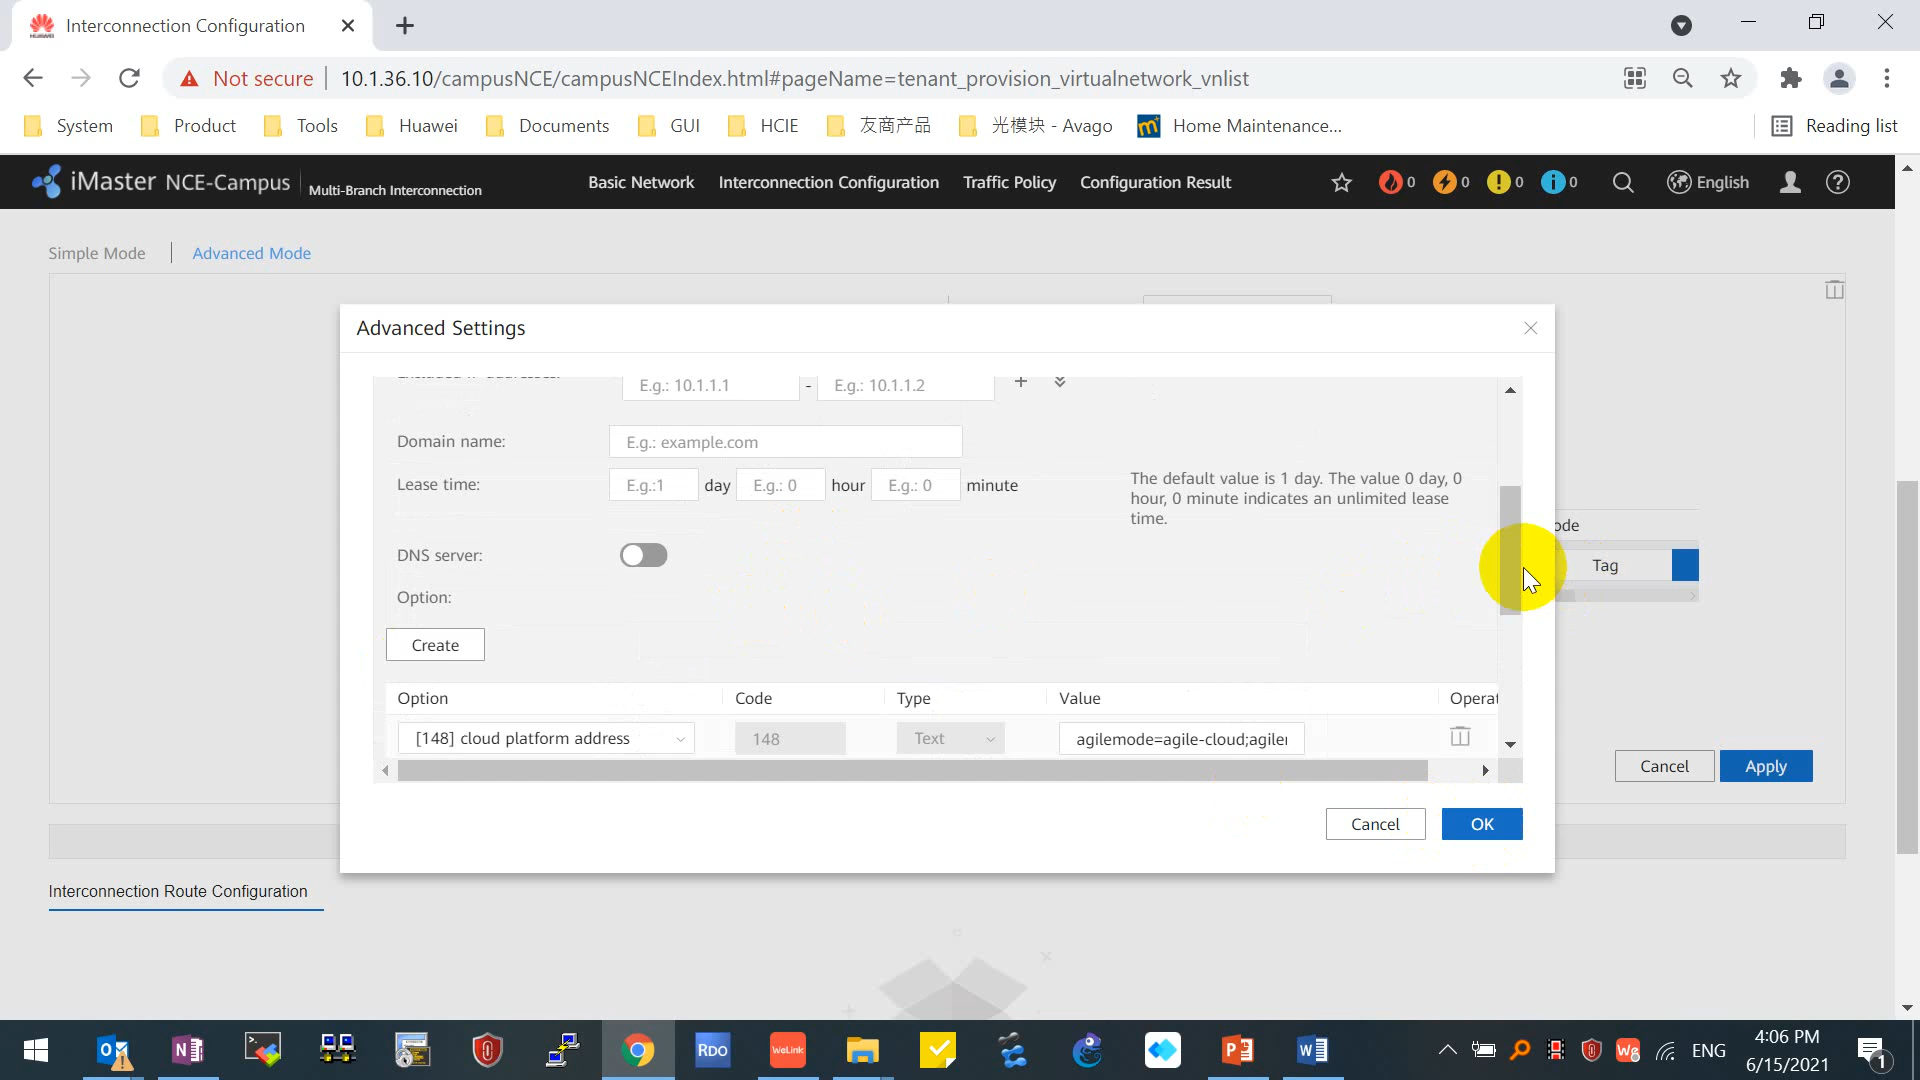 Interconnection Configuration
Not secure
10.1.36.10/campusNCE/campusNCEIndex.html#pageName=tenant_provision_virtualnetwork_vnlist
System Product Tools Huawei Documents GUI HCIE 友商产品 光模块 - Avago Home Maintenance... Reading list
iMaster NCE-Campus Multi-Branch Interconnection Basic Network Interconnection Configuration Traffic Policy Configuration Result 0 0 0 0 English
Simple Mode Advanced Mode
Advanced Settings
E.g.: 10.1.1.1 - E.g.: 10.1.1.2
Domain name: E.g.: example.com
Lease time: E.g.:1 day E.g.: 0 hour E.g.: 0 minute
The default value is 1 day. The value 0 day, 0
hour, 0 minute indicates an unlimited lease
time.
ode
DNS server:
Tag
Option:
Create
Option Code Type Value Operat
[148] cloud platform address 148 Text agilemode=agile-cloud;agiler
Cancel Apply
Cancel OK
Interconnection Route Configuration
RDO WeLink ENG
4:06 PM
6/15/2021
1